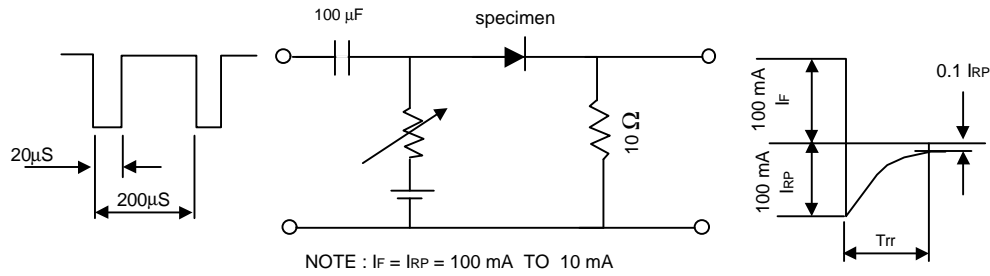 100 μF
specimen
20μS
200μS
10 Ω
100 mA
IF
100 mA
IRP
0.1 IRP
Trr
NOTE : IF = IRP = 100 mA TO 10 mA